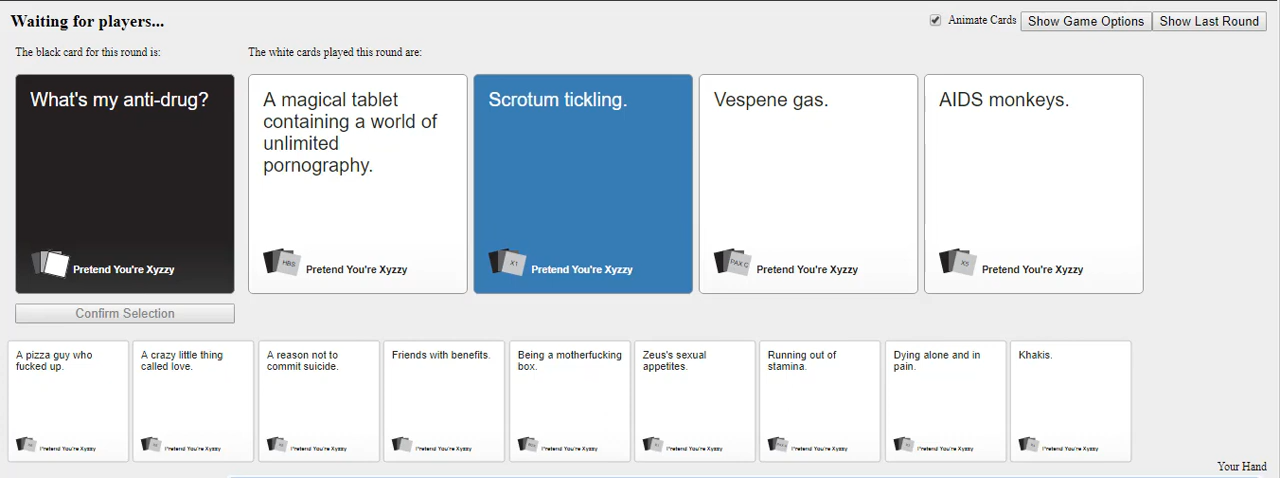 Waiting for players...
Animate Cards
Show Game Options
Show Last Round
The black card for this round is:
The white cards played this round are:
What's my anti-drug?
Pretend You're Xyzzy
A magical tablet
containing a world of
unlimited
pornography.
HBS
Pretend You're Xyzzy
Scrotum tickling.
X1
Pretend You're Xyzzy
Vespene gas.
PAX C
Pretend You're Xyzzy
AIDS monkeys.
X5
Pretend You're Xyzzy
Confirm Selection
A pizza guy who
fucked up.
Pretend You're Xyzzy
A crazy little thing
called love.
Pretend You're Xyzzy
A reason not to
commit suicide.
Pretend You're Xyzzy
Friends with benefits.
Pretend You're Xyzzy
Being a motherfucking
box.
Pretend You're Xyzzy
Zeus's sexual
appetites.
Pretend You're Xyzzy
Running out of
stamina.
Pretend You're Xyzzy
Dying alone and in
pain.
Pretend You're Xyzzy
Khakis.
Pretend You're Xyzzy
Your Hand